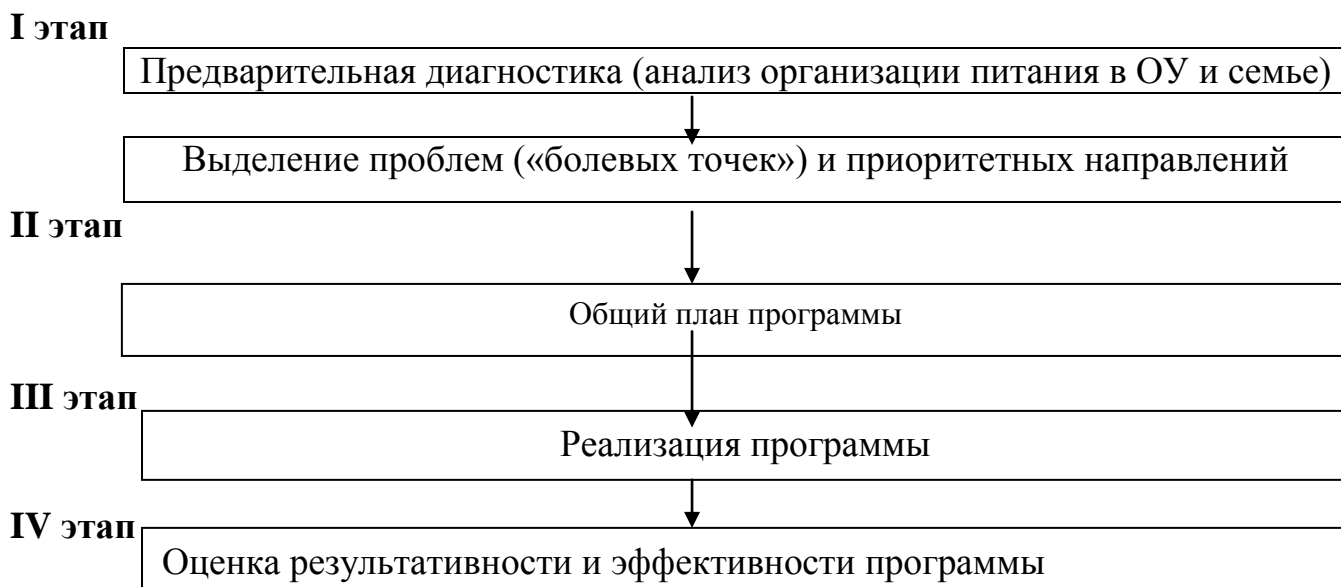 I этап
Предварительная диагностика (анализ организации питания в ОУ и семье)
Выделение проблем («болевых точек») и приоритетных направлений
II этап
Общий план программы
III этап
Реализация программы
IV этап
Оценка результативности и эффективности программы